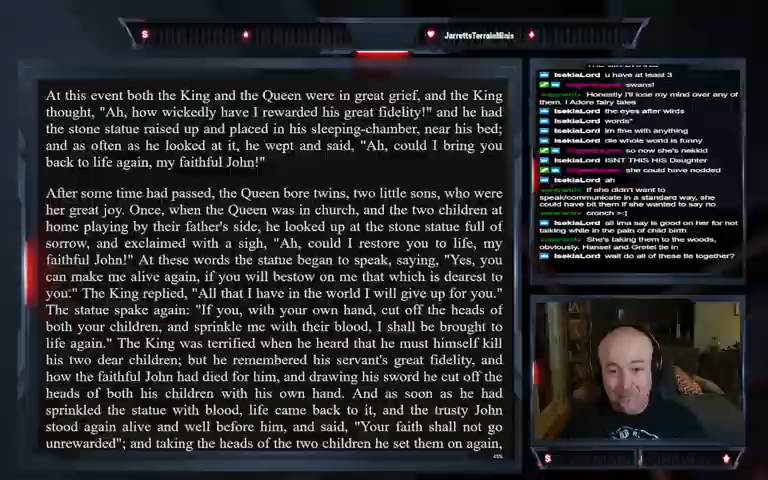 JarrettsTerrainMinis
At this event both the King and the Queen were in great grief, and the King
thought, "Ah, how wickedly have I rewarded his great fidelity!" and he had
the stone statue raised up and placed in his sleeping-chamber, near his bed;
and as often as he looked at it, he wept and said, "Ah, could I bring you
back to life again, my faithful John!"
After some time had passed, the Queen bore twins, two little sons, who were
her great joy. Once, when the Queen was in church, and the two children at
home playing by their father's side, he looked up at the stone statue full of
sorrow, and exclaimed with a sigh, "Ah, could I restore you to life, my
faithful John!" At these words the statue began to speak, saying, "Yes, you
can make me alive again, if you will bestow on me that which is dearest to
you:" The King replied, "All that I have in the world I will give up for you."
The statue spake again: "If you, with your own hand, cut off the heads of
both your children, and sprinkle me with their blood, I shall be brought to
life again." The King was terrified when he heard that he must himself kill
his two dear children; but he remembered his servant's great fidelity, and
how the faithful John had died for him, and drawing his sword he cut off the
heads of both his children with his own hand. And as soon as he had
sprinkled the statue with blood, life came back to it, and the trusty John
stood again alive and well before him, and said, "Your faith shall not go
unrewarded"; and taking the heads of the two children he set them on again,
45%
IsekiaLord u have at least 3
swans!
Honestly I'll lose my mind over any of
them. I Adore fairy tales
IsekiaLord the eyes after wirds
IsekiaLord words"
IsekiaLord im fine with anything
IsekiaLord die whole world is funny
so now she's nekkid
IsekiaLord ISNT THIS HIS Daughter
she could have nodded
IsekiaLord ah
If she didn't want to
speak/communicate in a standard way, she
could have bit them if she wanted to say no
cronch >:]
IsekiaLord all ima say is good on her for not
talking while in the pain of child birth
She's taking them to the woods,
obviously. Hansel and Gretel tie in
IsekiaLord wait do all of these tie together?